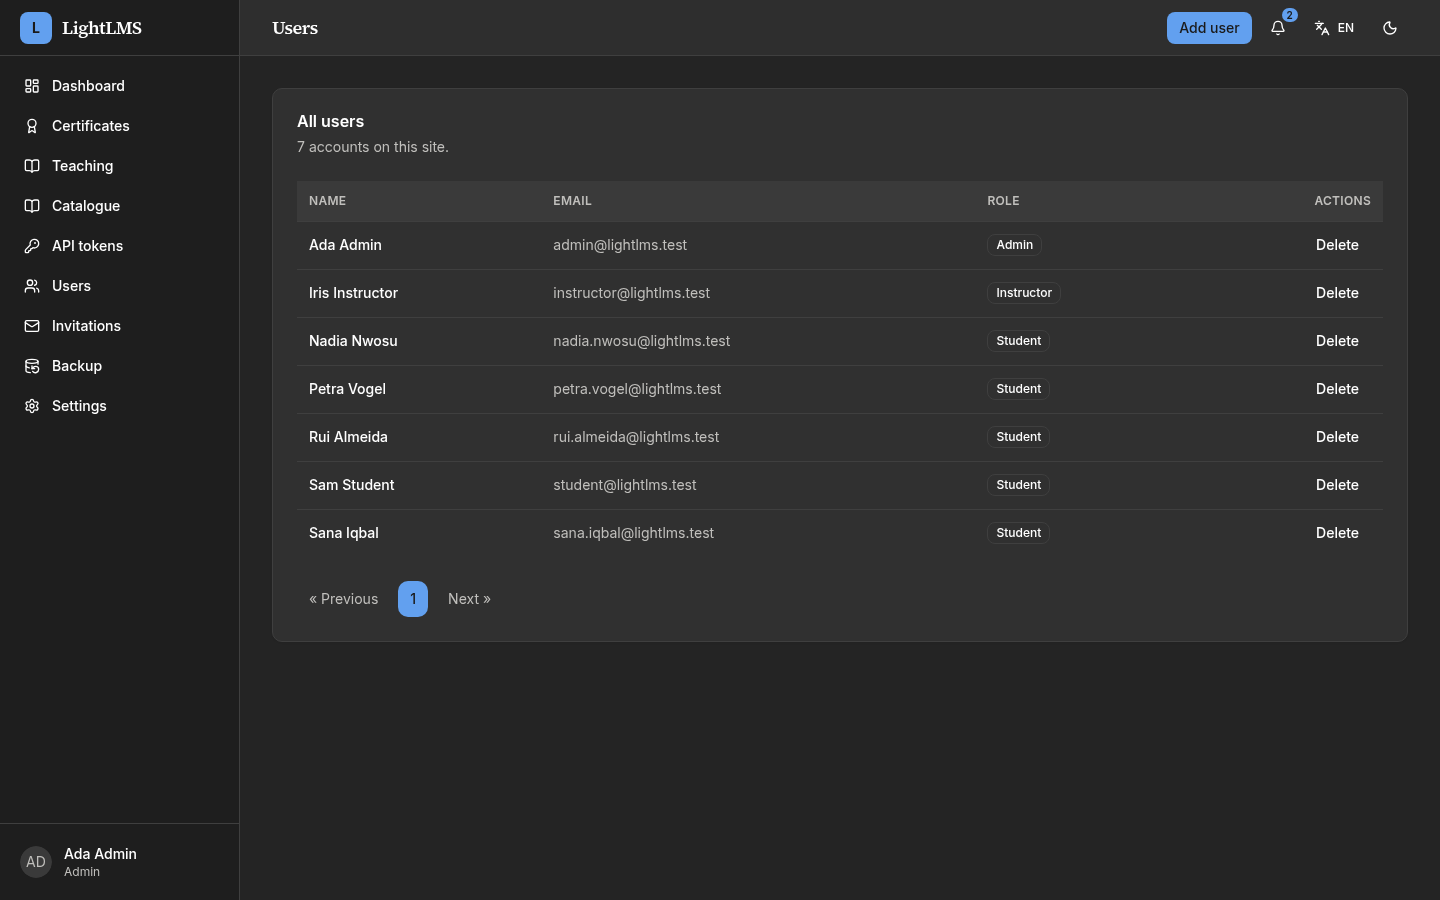 L LightLMS
Users
Add user
2
EN
Dashboard
Certificates
Teaching
Catalogue
API tokens
Users
Invitations
Backup
Settings
All users
7 accounts on this site.
NAME EMAIL ROLE ACTIONS
Ada Admin admin@lightlms.test Admin Delete
Iris Instructor instructor@lightlms.test Instructor Delete
Nadia Nwosu nadia.nwosu@lightlms.test Student Delete
Petra Vogel petra.vogel@lightlms.test Student Delete
Rui Almeida rui.almeida@lightlms.test Student Delete
Sam Student student@lightlms.test Student Delete
Sana Iqbal sana.iqbal@lightlms.test Student Delete
« Previous 1 Next »
AD
Ada Admin
Admin